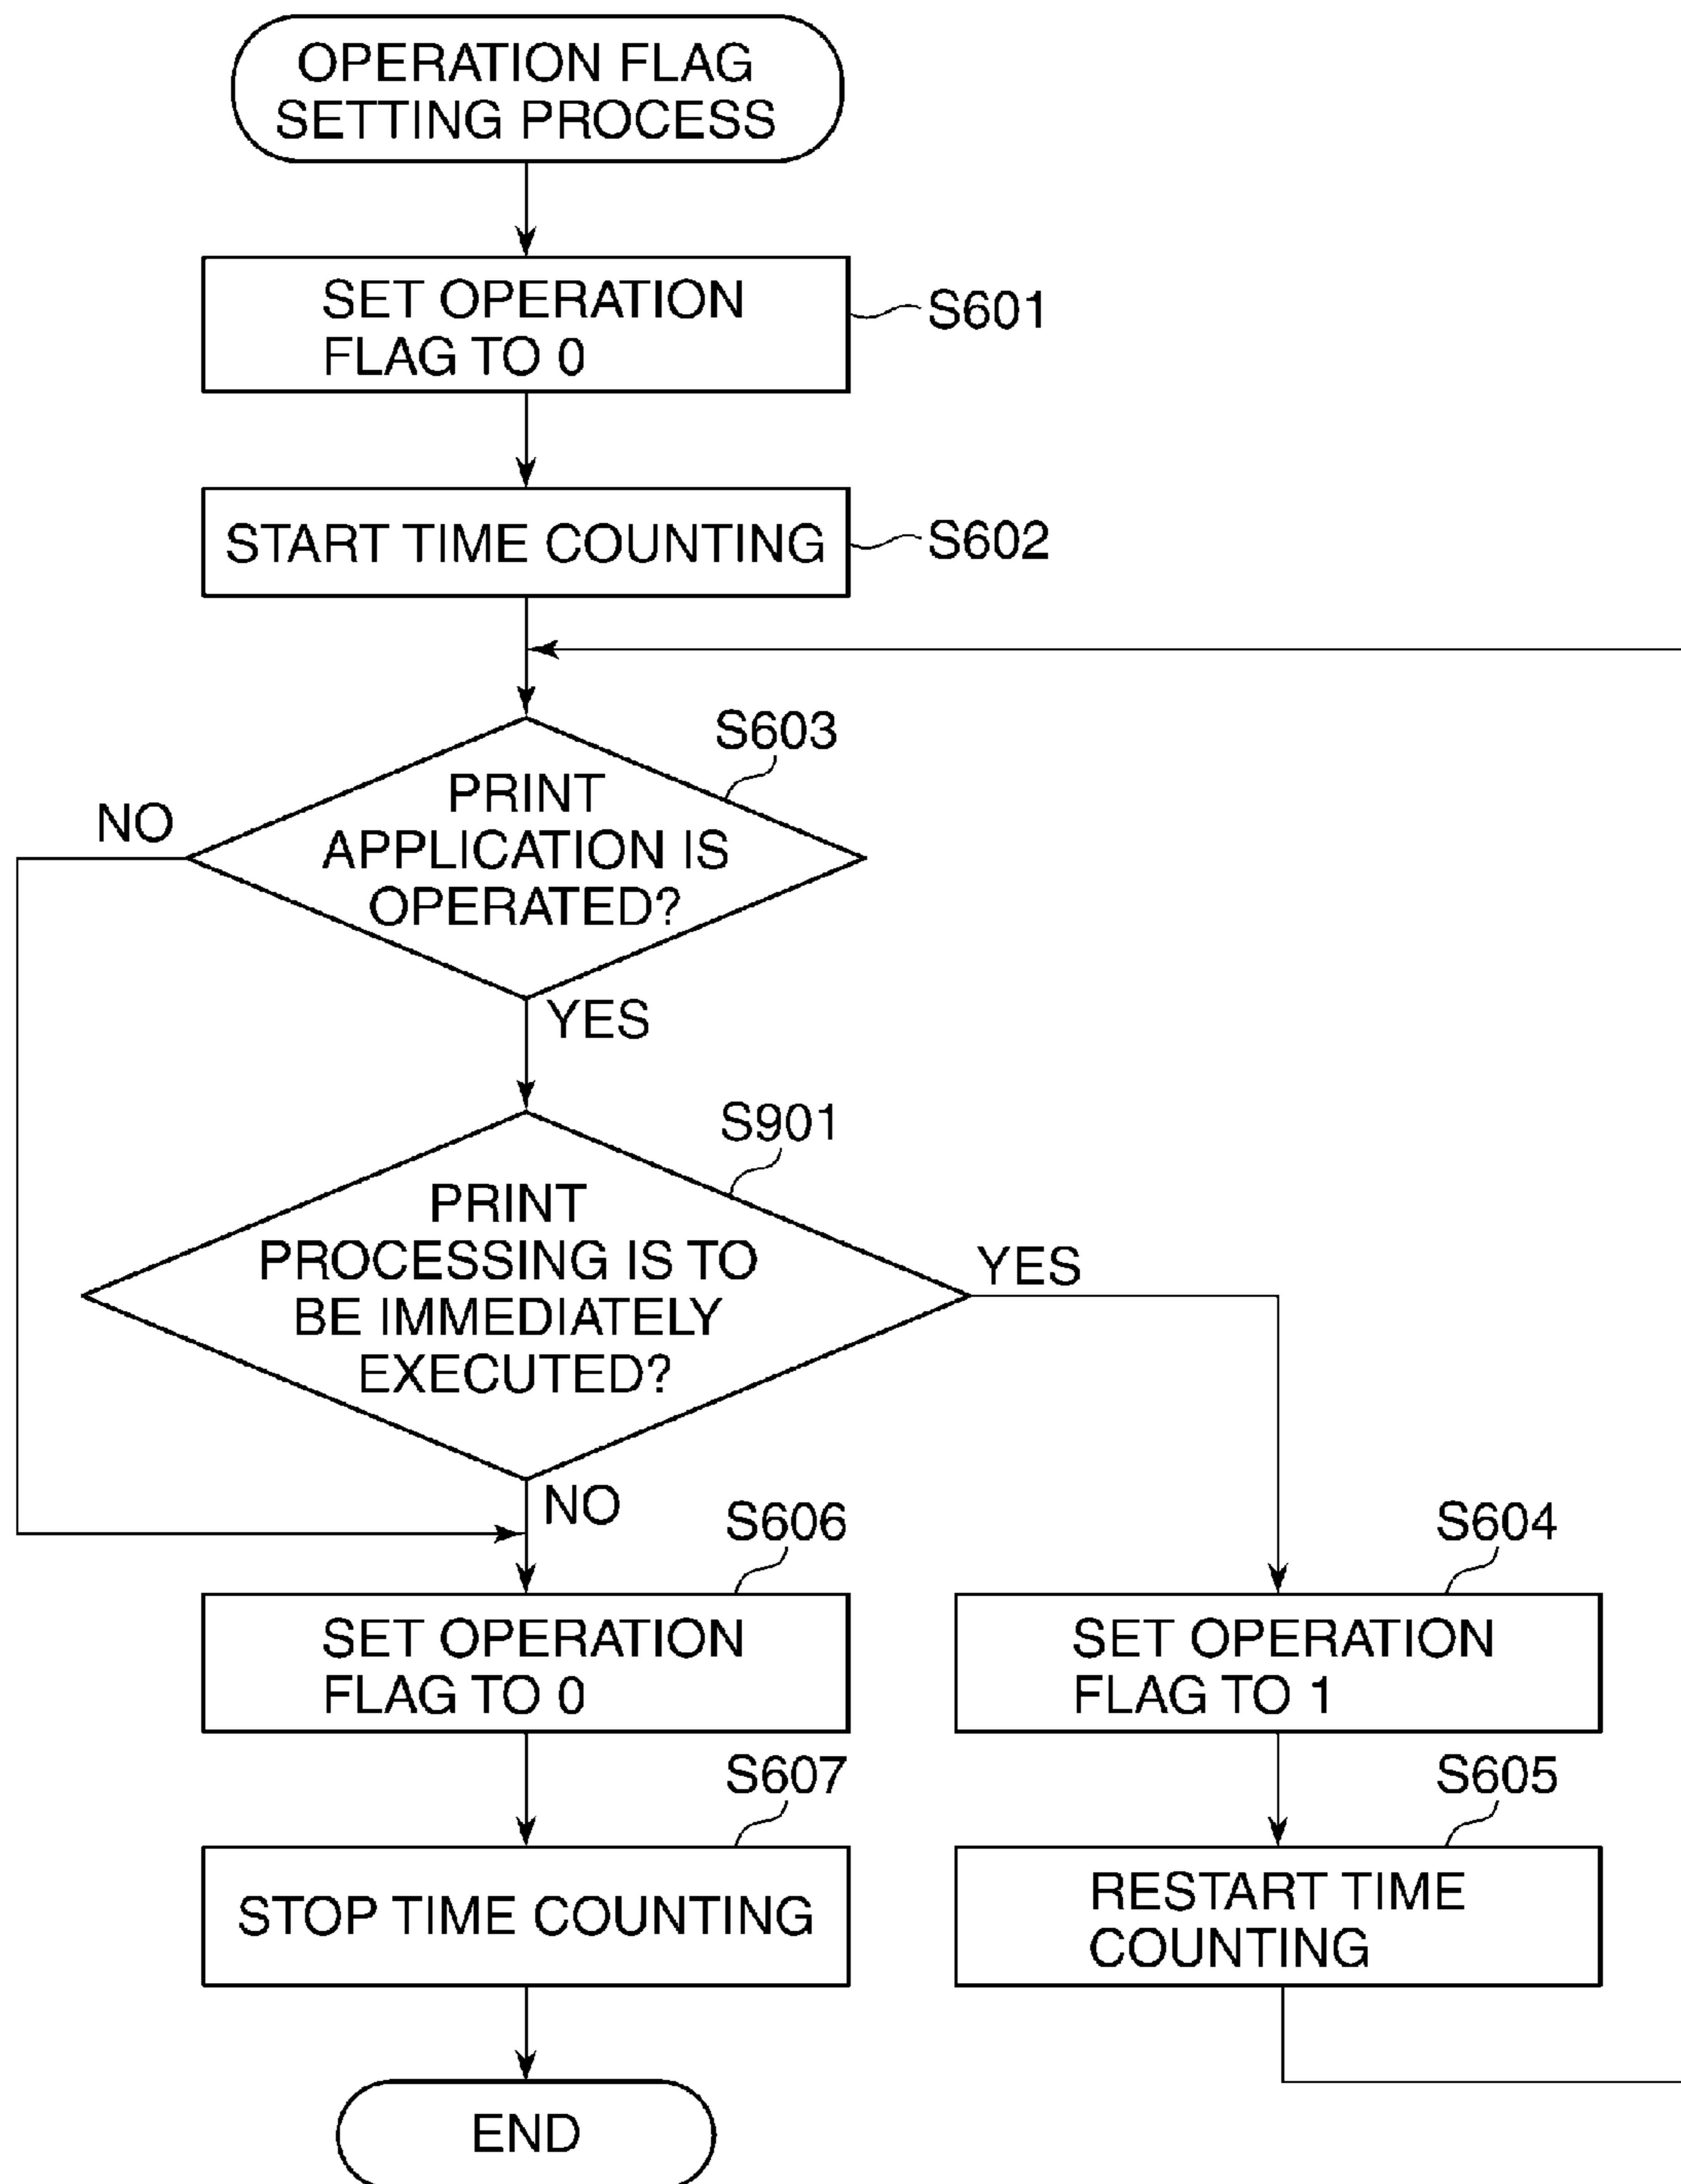 OPERATION FLAG
SETTING PROCESS
SET OPERATION
FLAG TO 0
S601
START TIME COUNTING
S602
S603
PRINT
APPLICATION IS
OPERATED?
NO
YES
S901
PRINT
PROCESSING IS TO
BE IMMEDIATELY
EXECUTED?
YES
NO
S606
SET OPERATION
FLAG TO 0
S604
SET OPERATION
FLAG TO 1
S607
STOP TIME COUNTING
S605
RESTART TIME
COUNTING
END